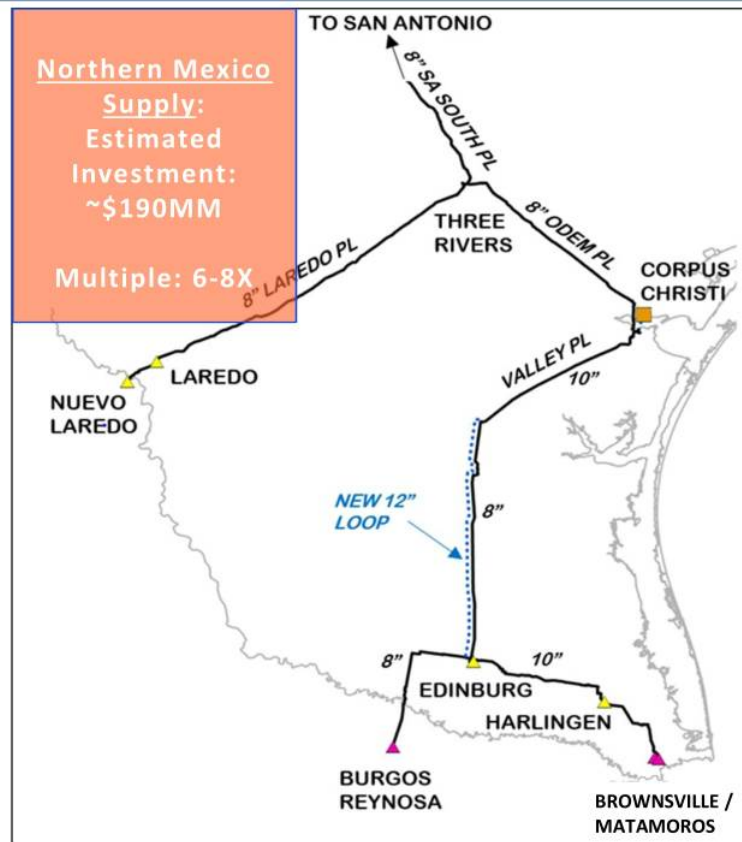 TO SAN ANTONIO
Northern Mexico
Supply:
Estimated
Investment:
~$190MM
Multiple: 6-8X
8" SA SOUTH PL
THREE
RIVERS
8" ODEM PL
8" LAREDO PL
CORPUS
CHRISTI
VALLEY PL
10"
LAREDO
NUEVO
LAREDO
NEW 12"
LOOP
8"
8"
10"
EDINBURG
HARLINGEN
BURGOS
REYNOSA
BROWNSVILLE /
MATAMOROS